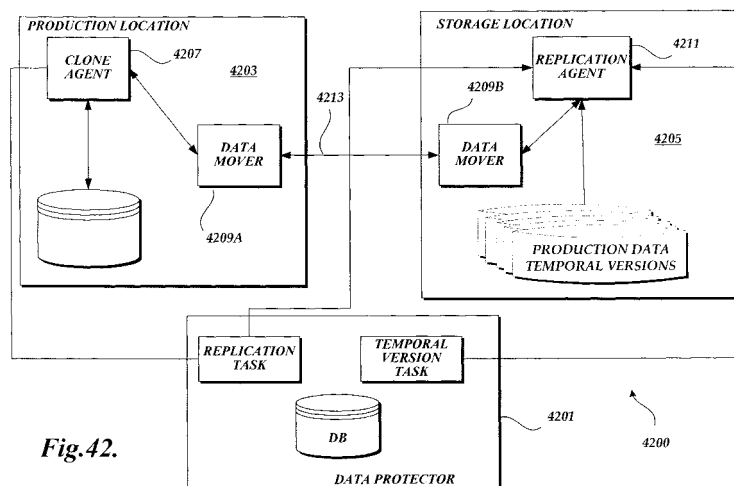 PRODUCTION LOCATION
CLONE
AGENT
4207
4203
DATA
MOVER
4209A
4213
STORAGE LOCATION
REPLICATION
AGENT
4211
4209B
DATA
MOVER
4205
PRODUCTION DATA
TEMPORAL VERSIONS
REPLICATION
TASK
TEMPORAL
VERSION TASK
DB
4201
4200
DATA PROTECTOR
Fig.42.